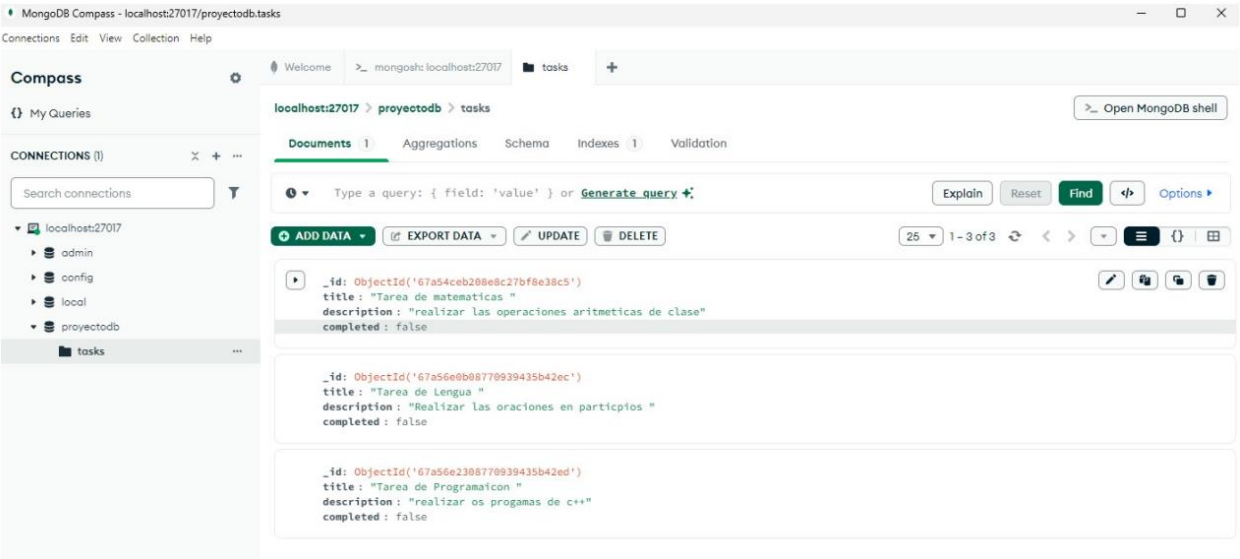 MongoDB Compass - localhost:27017/proyectodb.tasks
Connections Edit View Collection Help
Compass
{} My Queries
CONNECTIONS (1)
Search connections
localhost:27017
admin
config
local
proyectodb
tasks
Welcome >_ mongosh: localhost:27017 tasks +
localhost:27017 > proyectodb > tasks
>_ Open MongoDB shell
Documents 1 Aggregations Schema Indexes 1 Validation
Type a query: { field: 'value' } or Generate query
Explain Reset Find </> Options
ADD DATA EXPORT DATA UPDATE DELETE
25 1 – 3 of 3 {}
_id: ObjectId('67a54ceb208e8c27bf8e38c5')
title : "Tarea de matematicas "
description : "realizar las operaciones aritmeticas de clase"
completed : false
_id: ObjectId('67a56e0b08770939435b42ec')
title : "Tarea de Lengua "
description : "Realizar las oraciones en particpios "
completed : false
_id: ObjectId('67a56e2308770939435b42ed')
title : "Tarea de Programaicon "
description : "realizar os progamas de c++"
completed : false